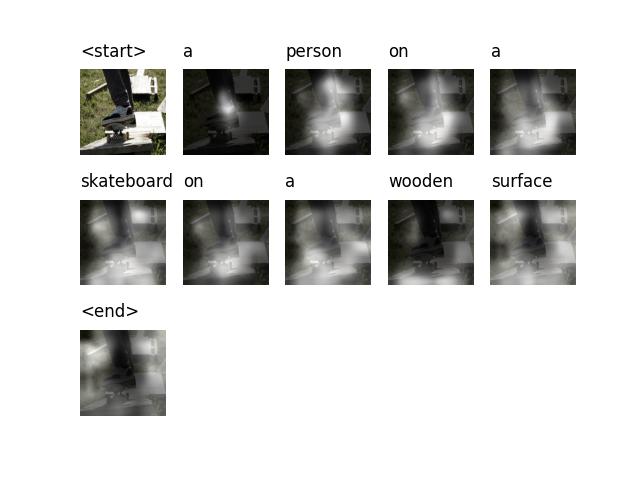 <start> a person on a
skateboard on a wooden surface
<end>